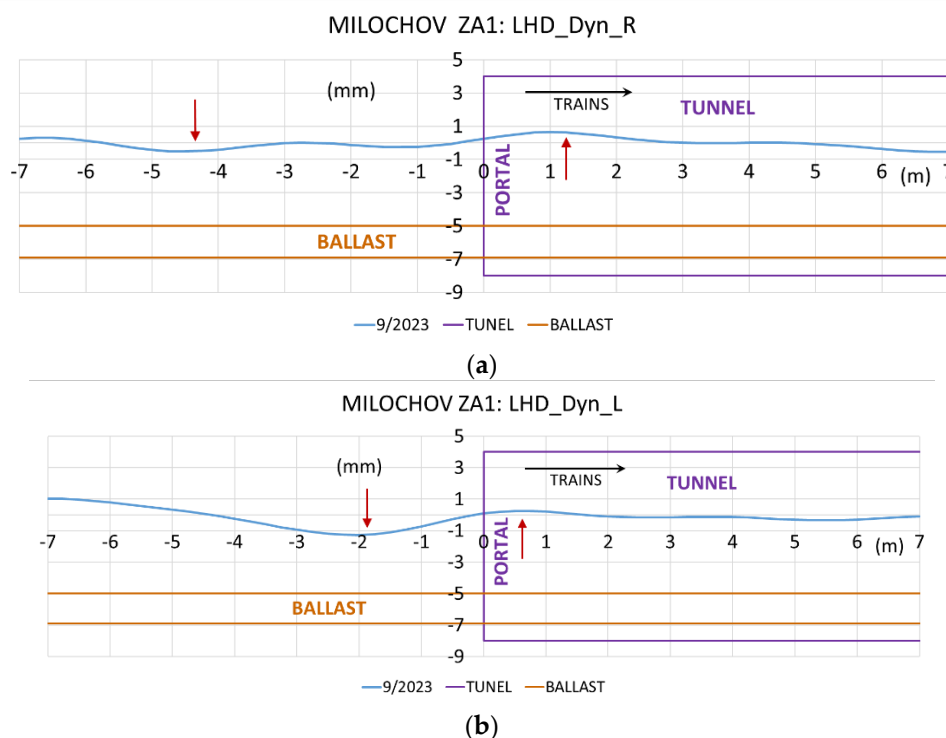 MILOCHOV  ZA1: LHD_Dyn_R
5
(mm)
3
TRAINS
TUNNEL
1
-7 -6 -5 -4 -3 -2 -1 0 1 2 3 4 5 6 7
-1
(m)
-3
PORTAL
-5
BALLAST
-7
-9
9/2023 TUNEL BALLAST
(a)
MILOCHOV ZA1: LHD_Dyn_L
5
(mm)
3
TRAINS
TUNNEL
1
-7 -6 -5 -4 -3 -2 -1 0 1 2 3 4 5 6 7
-1
(m)
-3
PORTAL
-5
BALLAST
-7
-9
9/2023 TUNEL BALLAST
(b)